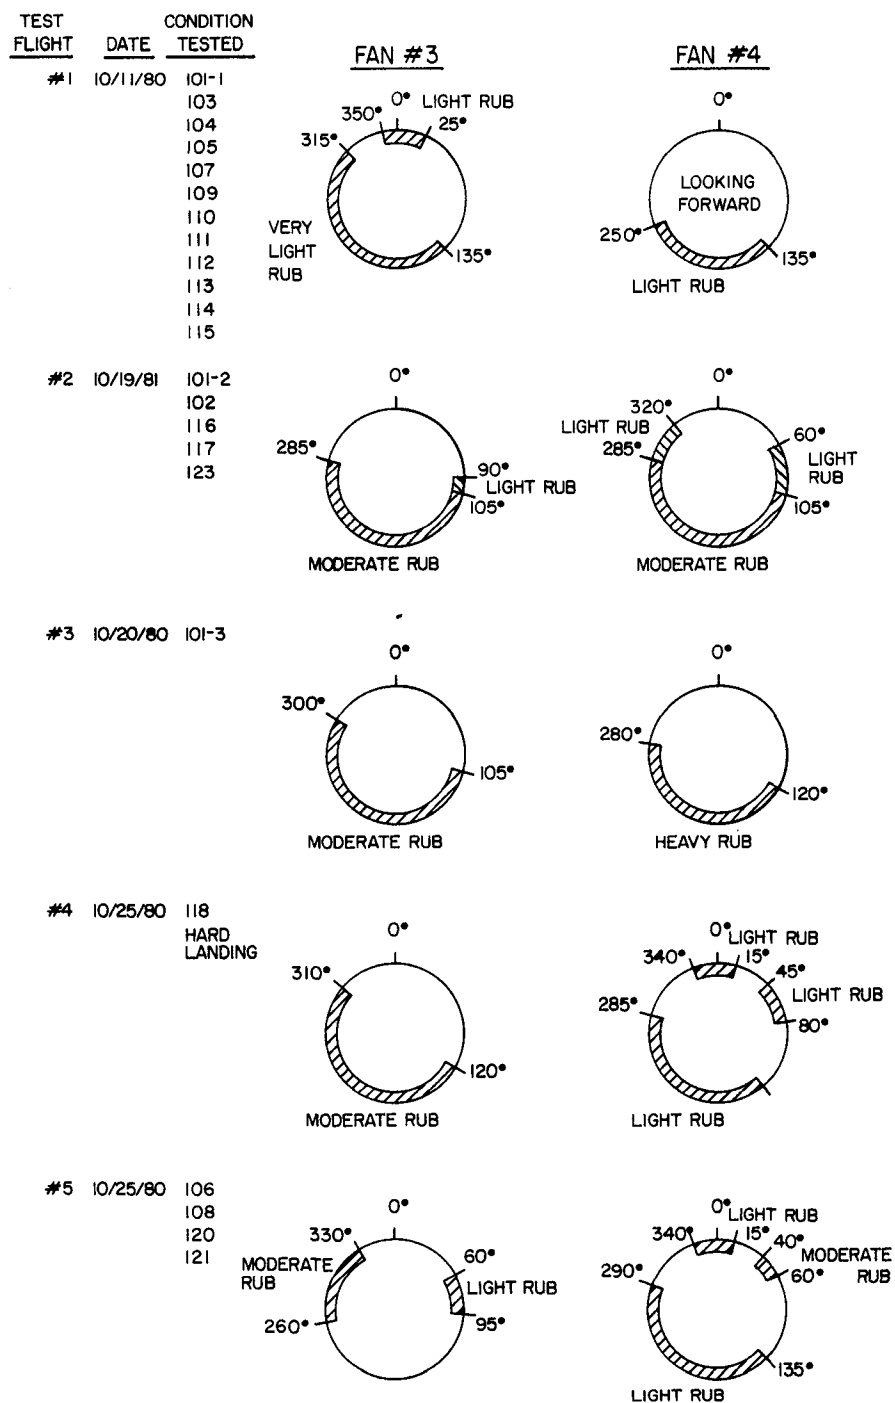 TEST FLIGHT DATE CONDITION TESTED FAN #3 FAN #4
#1 10/11/80 101-1
103
104
105
107
109
110
111
112
113
114
115
0° LIGHT RUB
350° 25°
315°
VERY LIGHT RUB
135°
0°
LOOKING FORWARD
250° 135°
LIGHT RUB
#2 10/19/81 101-2
102
116
117
123
0°
285° 90°
LIGHT RUB
105°
MODERATE RUB
0°
320° 60°
LIGHT RUB LIGHT RUB
285° 105°
MODERATE RUB
#3 10/20/80 101-3
0°
300° 105°
MODERATE RUB
0°
280° 120°
HEAVY RUB
#4 10/25/80 118
HARD LANDING
0°
310° 120°
MODERATE RUB
0° LIGHT RUB
340° 15° 45°
LIGHT RUB
285° 80°
LIGHT RUB
#5 10/25/80 106
108
120
121
0°
330° 60°
MODERATE RUB LIGHT RUB
260° 95°
0° LIGHT RUB
340° 15° 40°
MODERATE RUB
290° 60°
135°
LIGHT RUB